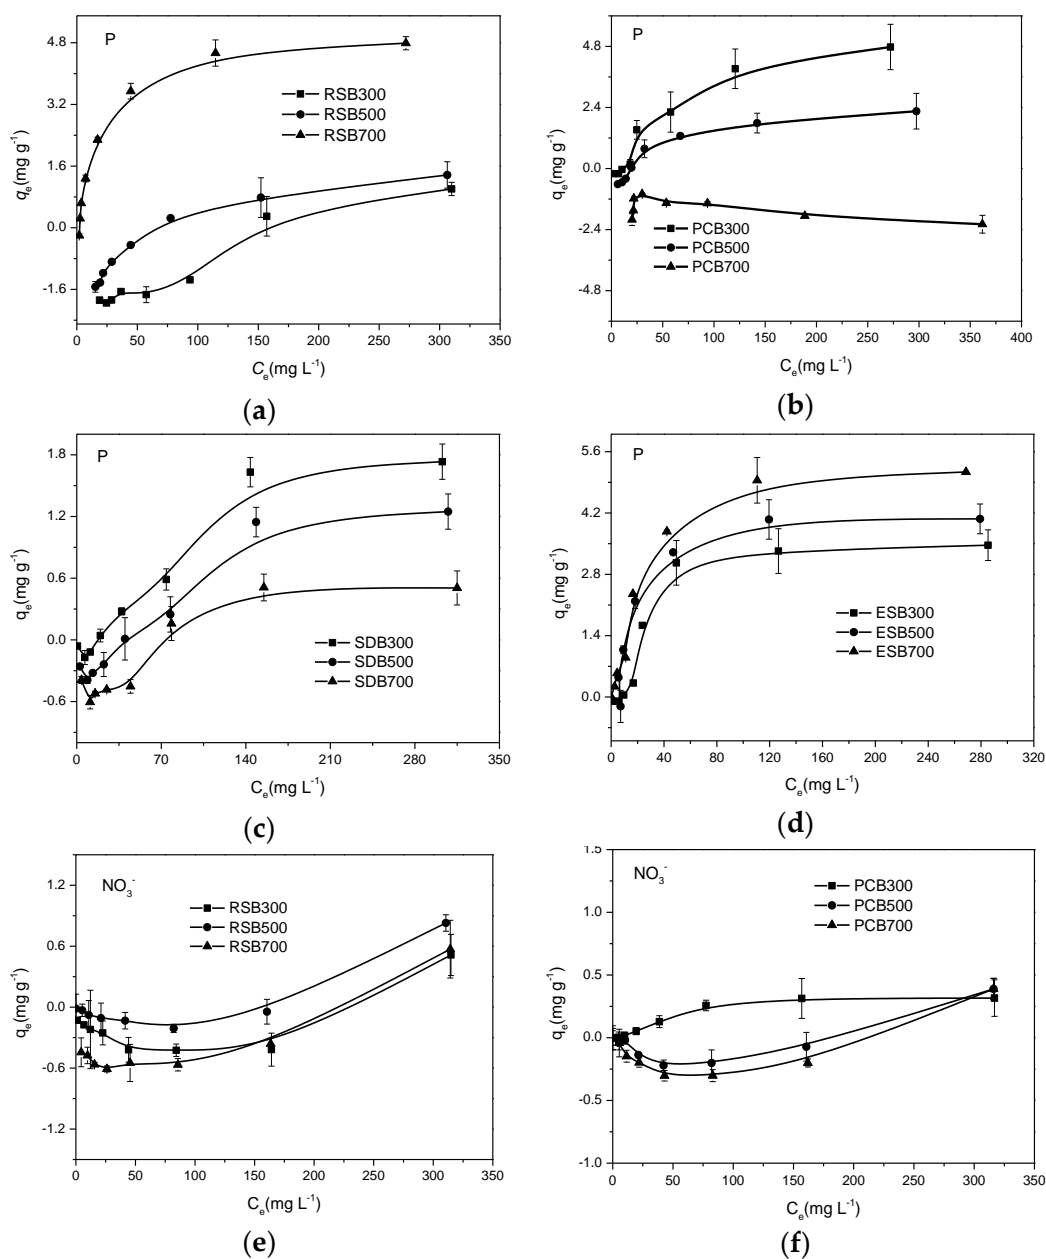 P
RSB300
RSB500
RSB700
qe(mg g-1)
4.8
3.2
1.6
0.0
-1.6
0 50 100 150 200 250 300 350
Ce(mg L-1)
(a)
P
PCB300
PCB500
PCB700
qe(mg g-1)
4.8
2.4
0.0
-2.4
-4.8
0 50 100 150 200 250 300 350 400
Ce(mg L-1)
(b)
P
SDB300
SDB500
SDB700
qe(mg g-1)
1.8
1.2
0.6
0.0
-0.6
0 70 140 210 280 350
Ce(mg L-1)
(c)
P
ESB300
ESB500
ESB700
qe(mg g-1)
5.6
4.2
2.8
1.4
0.0
0 40 80 120 160 200 240 280 320
Ce(mg L-1)
(d)
NO3-
RSB300
RSB500
RSB700
qe(mg g-1)
1.2
0.6
0.0
-0.6
-1.2
0 50 100 150 200 250 300 350
Ce(mg L-1)
(e)
NO3-
PCB300
PCB500
PCB700
qe(mg g-1)
1.5
1.0
0.5
0.0
-0.5
-1.0
0 50 100 150 200 250 300 350
Ce(mg L-1)
(f)